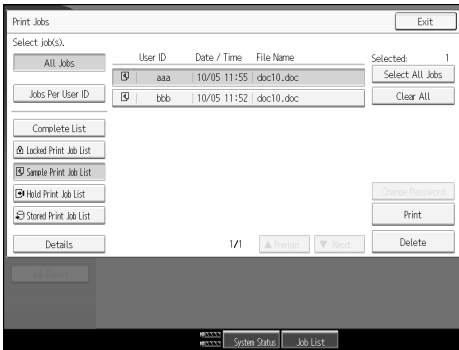 Print Jobs
Exit
Select job(s).
All Jobs
User ID Date / Time File Name
Selected: 1
aaa 10/05 11:55 doc10.doc
Select All Jobs
Jobs Per User ID
bbb 10/05 11:52 doc10.doc
Clear All
Complete List
Locked Print Job List
Sample Print Job List
Hold Print Job List
Change Password
Stored Print Job List
Print
Details
1/1
▲ Previous
▼ Next
Delete
Job Reset
System Status
Job List